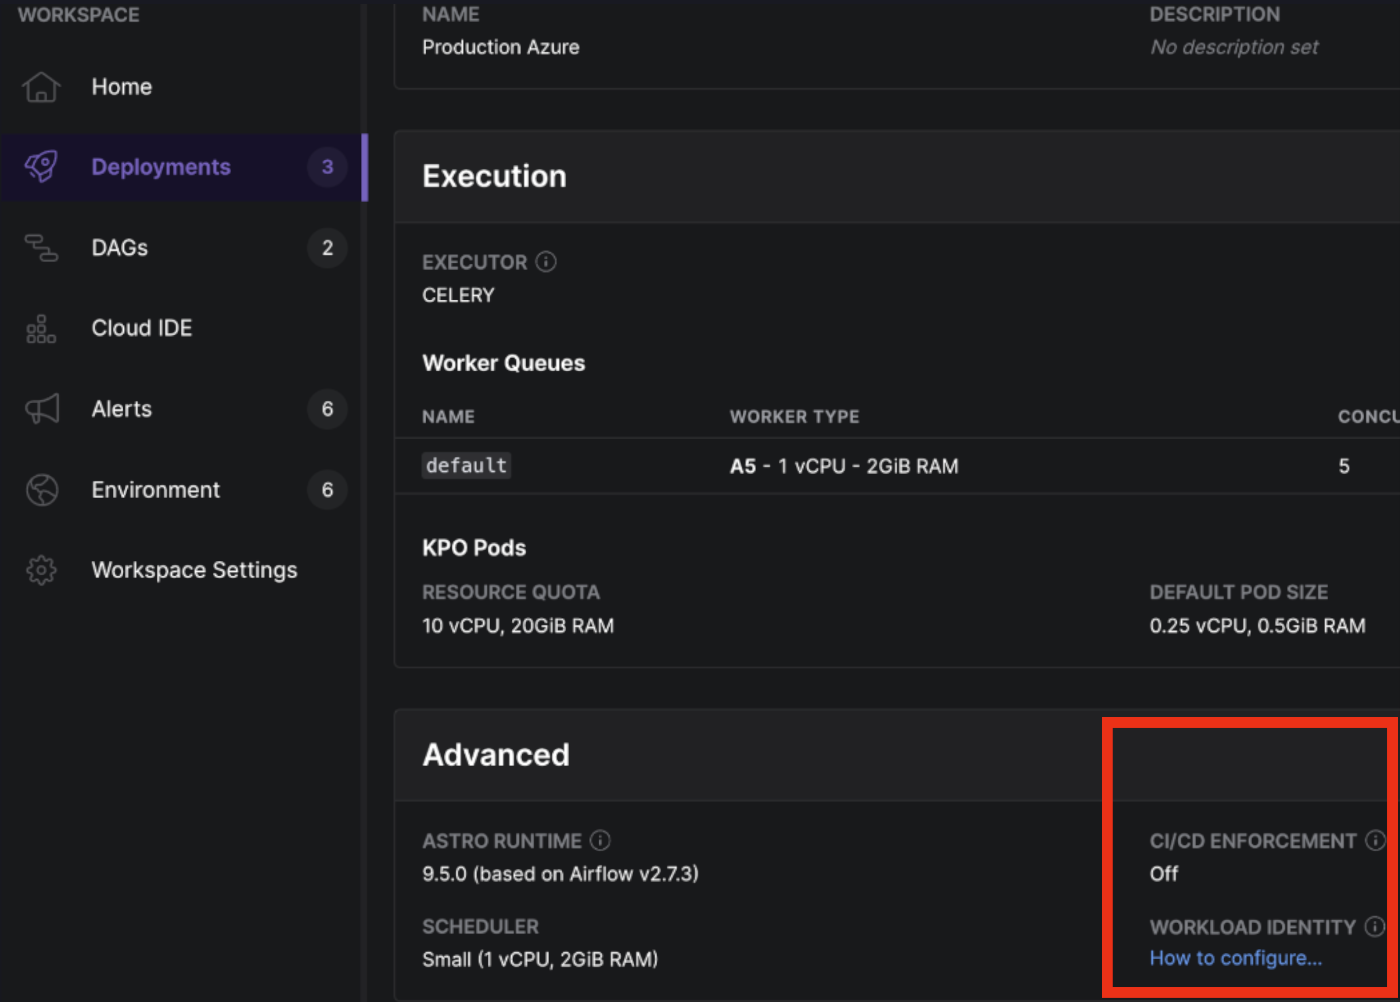 WORKSPACE
Home
Deployments 3
DAGs 2
Cloud IDE
Alerts 6
Environment 6
Workspace Settings
NAME DESCRIPTION
Production Azure No description set
Execution
EXECUTOR
CELERY
Worker Queues
NAME WORKER TYPE CONCU
default A5 - 1 vCPU - 2GiB RAM 5
KPO Pods
RESOURCE QUOTA DEFAULT POD SIZE
10 vCPU, 20GiB RAM 0.25 vCPU, 0.5GiB RAM
Advanced
ASTRO RUNTIME CI/CD ENFORCEMENT
9.5.0 (based on Airflow v2.7.3) Off
SCHEDULER WORKLOAD IDENTITY
Small (1 vCPU, 2GiB RAM) How to configure...